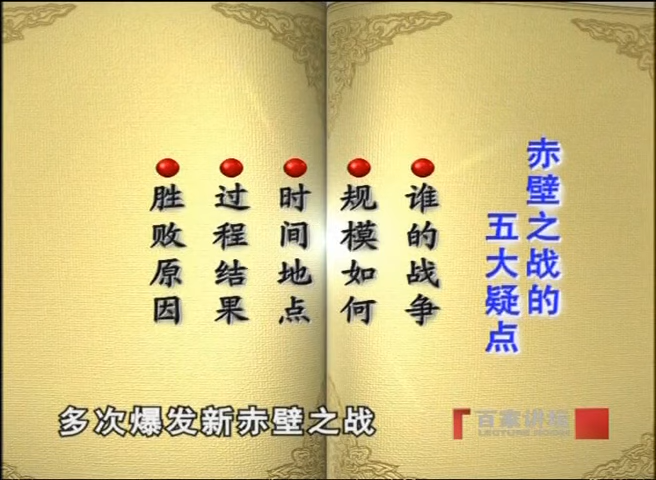 赤壁之战的
五大疑点
谁的战争
规模如何
时间地点
过程结果
胜败原因
多次爆发新赤壁之战
百家讲坛
LECTURE ROOM